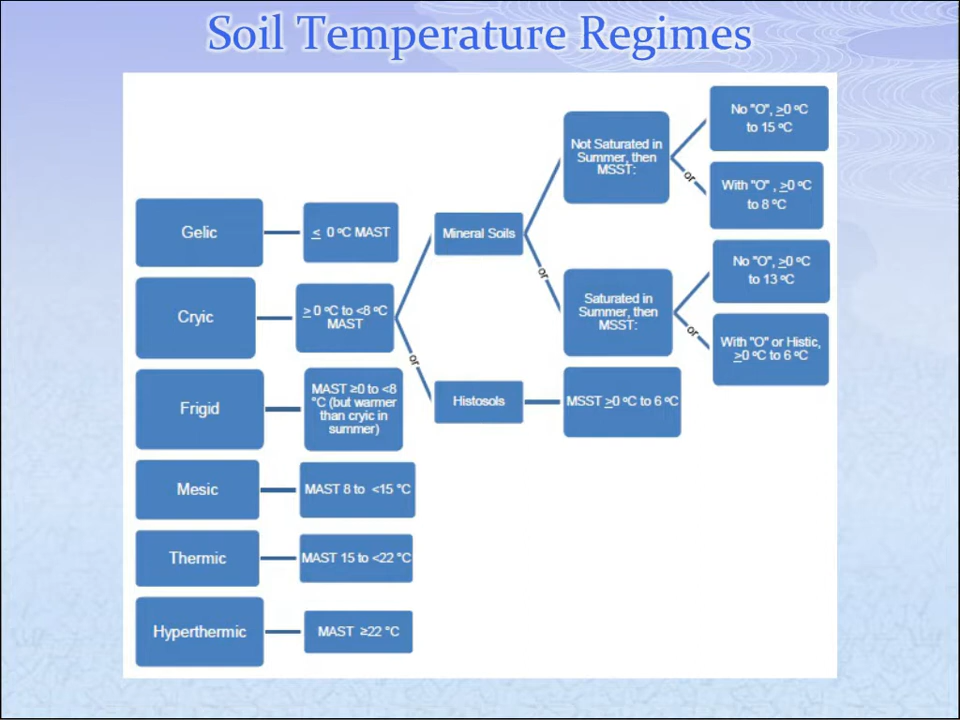 Soil Temperature Regimes
Gelic
≤ 0 ºC MAST
Cryic
≥ 0 ºC to <8 ºC
MAST
or
Mineral Soils
or
Not Saturated in
Summer, then
MSST:
or
No "O", ≥0 ºC
to 15 ºC
With "O" , ≥0 ºC
to 8 ºC
Saturated in
Summer, then
MSST:
or
No "O", ≥0 ºC
to 13 ºC
With "O" or Histic,
≥0 ºC to 6 ºC
Histosols
MSST ≥0 ºC to 6 ºC
Frigid
MAST ≥0 to <8
°C (but warmer
than cryic in
summer)
Mesic
MAST 8 to <15 °C
Thermic
MAST 15 to <22 °C
Hyperthermic
MAST ≥22 °C